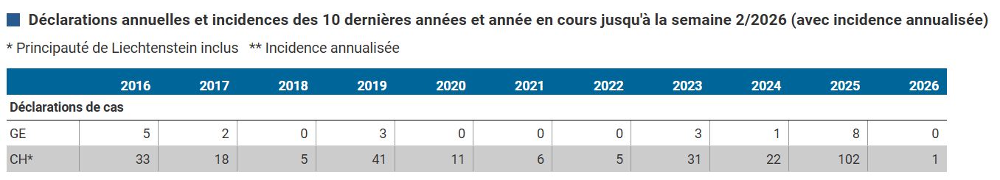 Déclarations annuelles et incidences des 10 dernières années et année en cours jusqu'à la semaine 2/2026 (avec incidence annualisée)
* Principauté de Liechtenstein inclus ** Incidence annualisée
2016 2017 2018 2019 2020 2021 2022 2023 2024 2025 2026
Déclarations de cas
GE 5 2 0 3 0 0 0 3 1 8 0
CH* 33 18 5 41 11 6 5 31 22 102 1